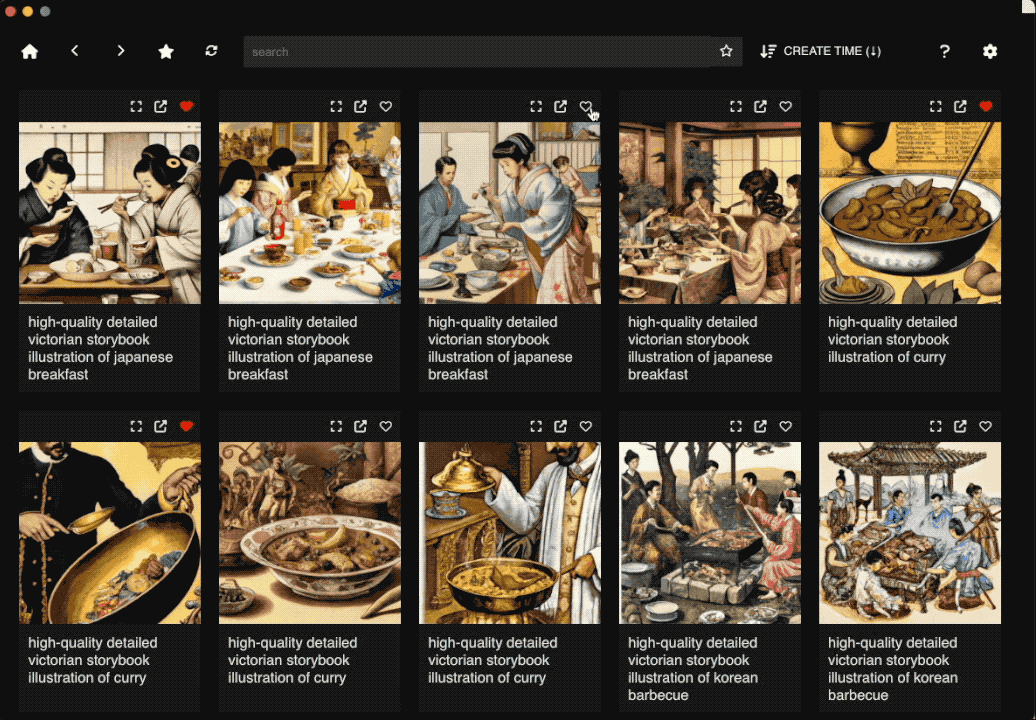 search
CREATE TIME (↓)
?
high-quality detailed
victorian storybook
illustration of japanese
breakfast
high-quality detailed
victorian storybook
illustration of japanese
breakfast
high-quality detailed
victorian storybook
illustration of japanese
breakfast
high-quality detailed
victorian storybook
illustration of japanese
breakfast
high-quality detailed
victorian storybook
illustration of curry
high-quality detailed
victorian storybook
illustration of curry
high-quality detailed
victorian storybook
illustration of curry
high-quality detailed
victorian storybook
illustration of curry
high-quality detailed
victorian storybook
illustration of korean
barbecue
high-quality detailed
victorian storybook
illustration of korean
barbecue